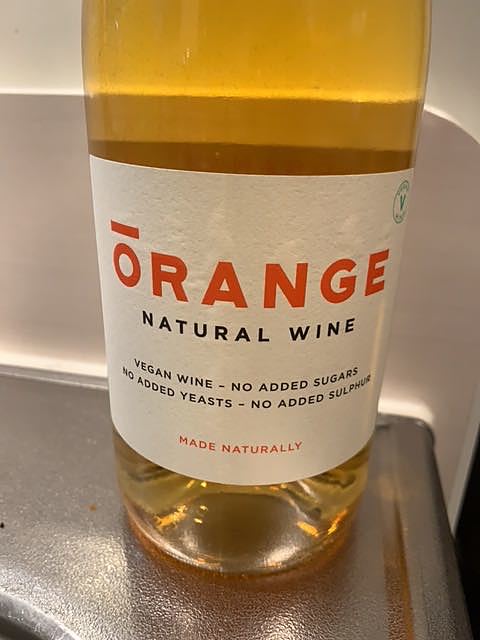 ŌRANGE
NATURAL WINE
VEGAN WINE – NO ADDED SUGARS
NO ADDED YEASTS – NO ADDED SULPHUR
MADE NATURALLY
V